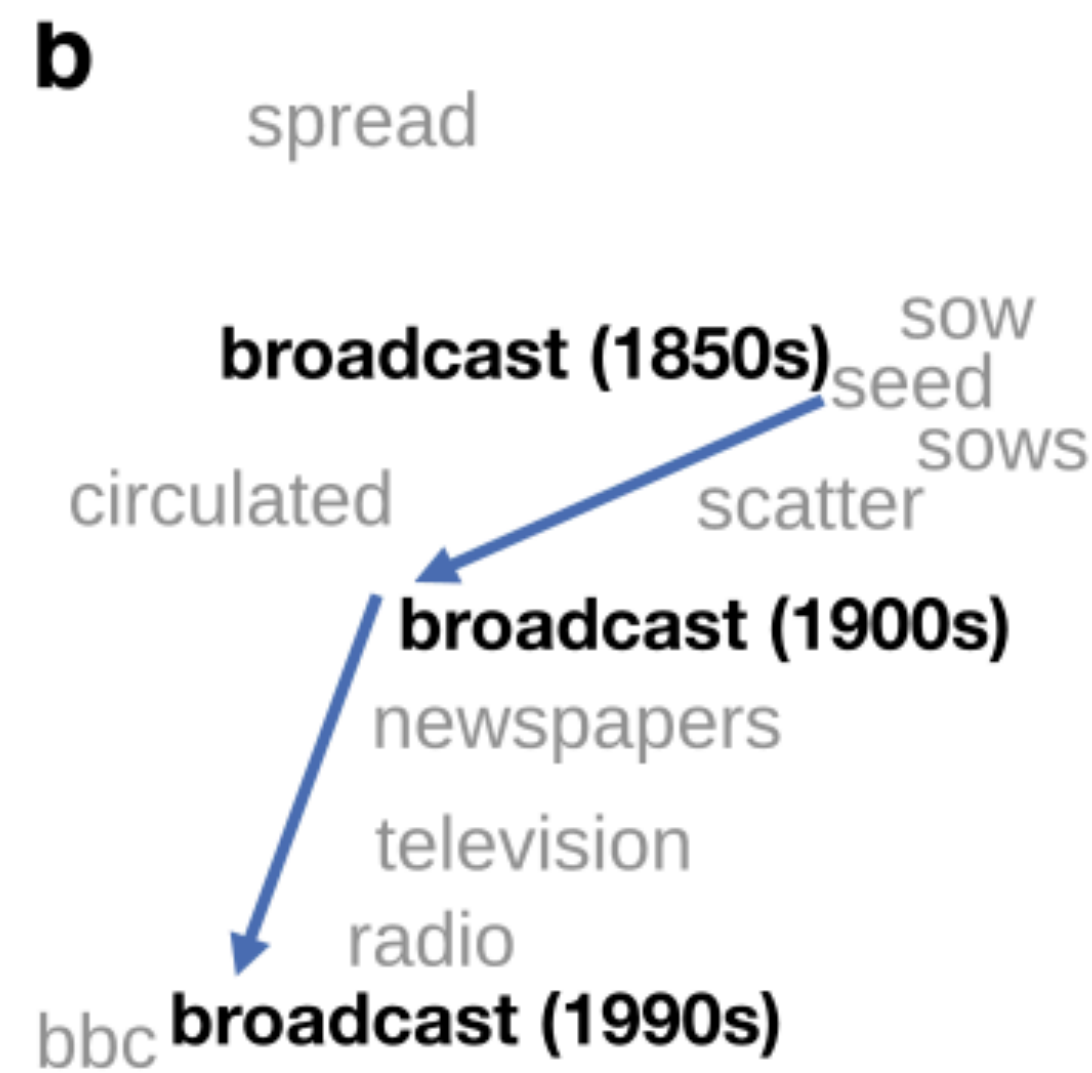 b
spread
sow
broadcast (1850s)
seed
sows
circulated
scatter
broadcast (1900s)
newspapers
television
radio
bbc broadcast (1990s)